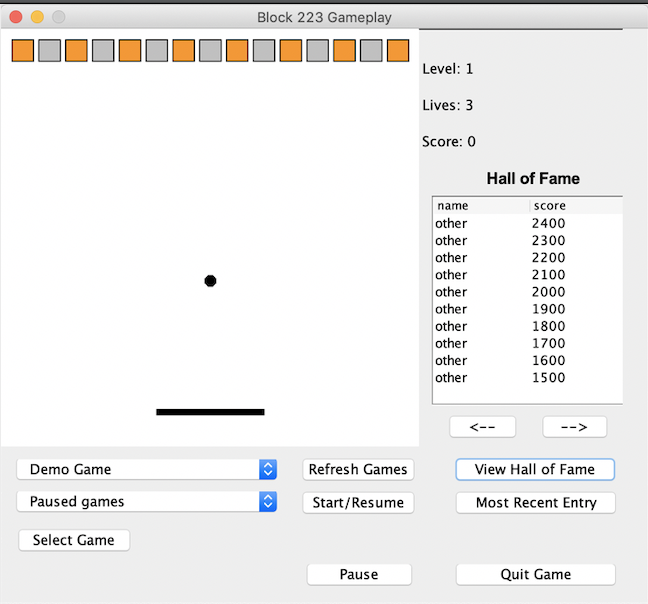 Block 223 Gameplay
Level: 1
Lives: 3
Score: 0
Hall of Fame
name score
other 2400
other 2300
other 2200
other 2100
other 2000
other 1900
other 1800
other 1700
other 1600
other 1500
<-- -->
Demo Game Refresh Games View Hall of Fame
Paused games Start/Resume Most Recent Entry
Select Game
Pause Quit Game